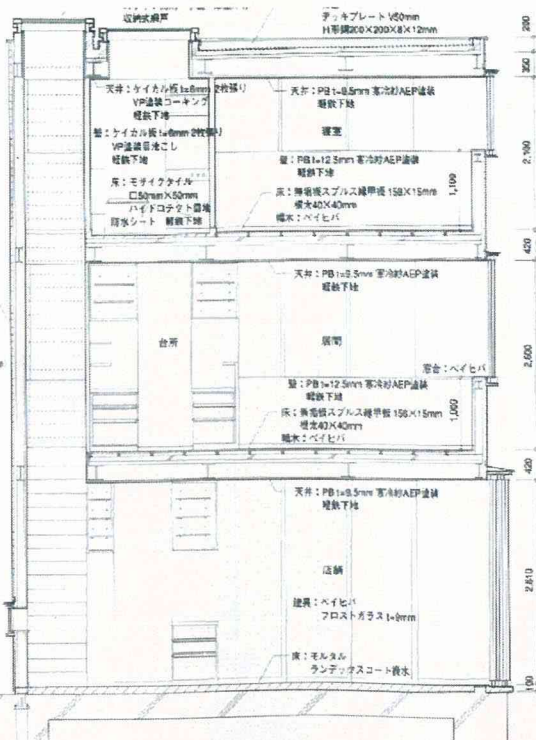 収納式網戸
デッキプレート V50mm
H形鋼200×200×8×12mm
200
350
天井：ケイカル板 t=6mm 2枚張り
VP塗装コーキング
軽鉄下地
天井：PB t=9.5mm 寒冷紗AEP塗装
軽鉄下地
寝室
壁：ケイカル板 t=6mm 2枚張り
VP塗装目透こし
軽鉄下地
2,100
壁：PB t=12.5mm 寒冷紗AEP塗装
軽鉄下地
1,100
床：モザイクタイル
□50mm×50mm
ハイドロテクト目地
防水シート 軽鉄下地
床：無垢板スプルス縁甲板 156×15mm
根太40×40mm
幅木：ベイヒバ
420
天井：PB t=9.5mm 寒冷紗AEP塗装
軽鉄下地
台所
居間
2,600
窓台：ベイヒバ
壁：PB t=12.5mm 寒冷紗AEP塗装
軽鉄下地
1,060
床：無垢板スプルス縁甲板 156×15mm
根太40×40mm
幅木：ベイヒバ
420
天井：PB t=9.5mm 寒冷紗AEP塗装
軽鉄下地
店舗
2,810
建具：ベイヒバ
フロストガラス t=9mm
床：モルタル
ランデックスコート撥水
100